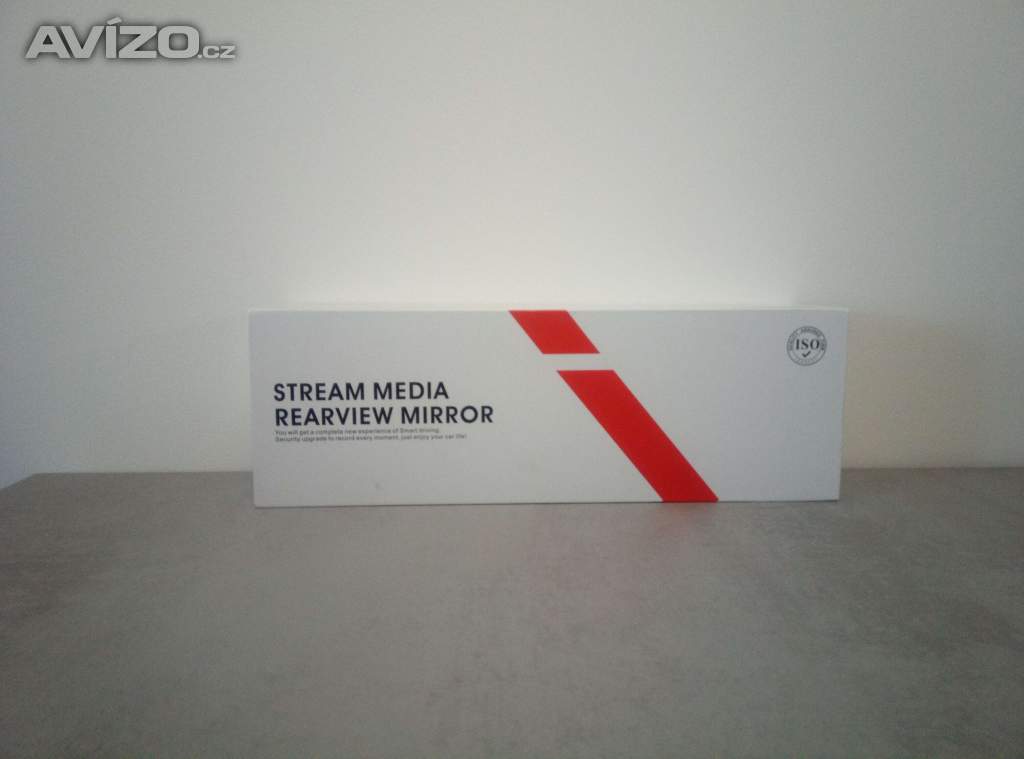 AVÍZO.cz
ISO
STREAM MEDIA
REARVIEW MIRROR
You will get a complete new experience of Smart driving,
Security upgrade to record every moment, just enjoy your car life!